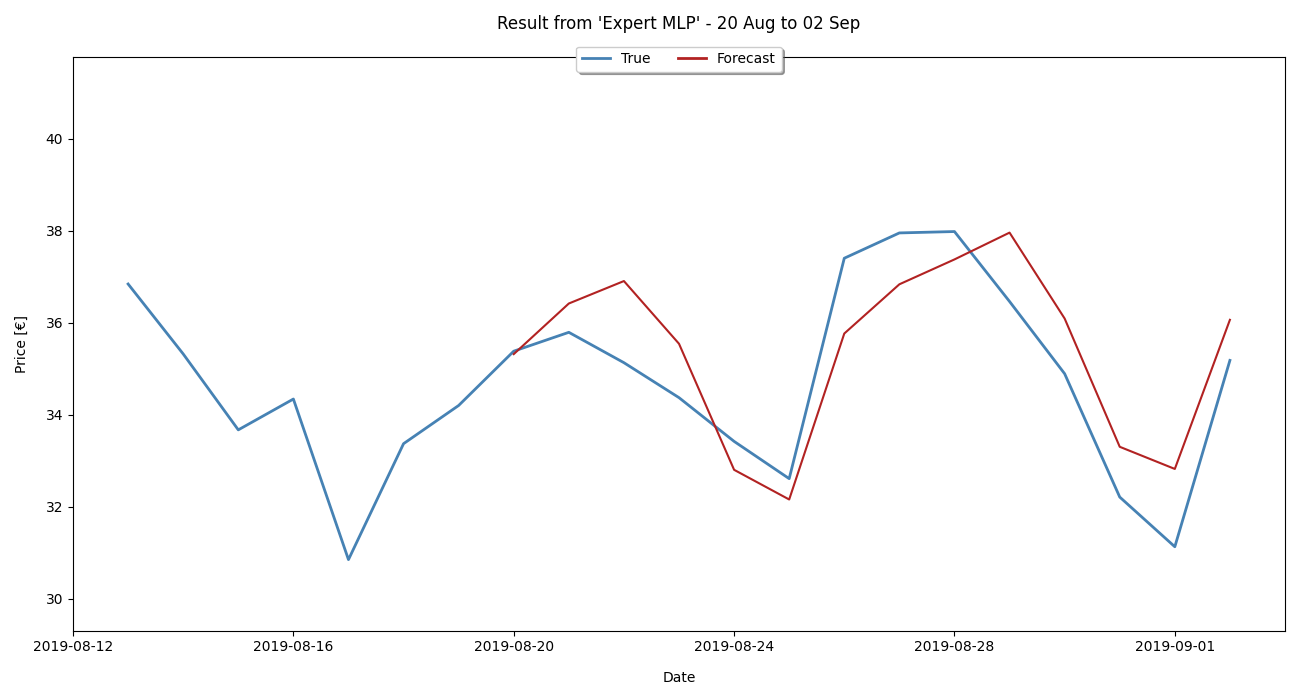 Result from 'Expert MLP' - 20 Aug to 02 Sep
True Forecast
40
38
36
34
32
30
Price [€]
2019-08-12 2019-08-16 2019-08-20 2019-08-24 2019-08-28 2019-09-01
Date